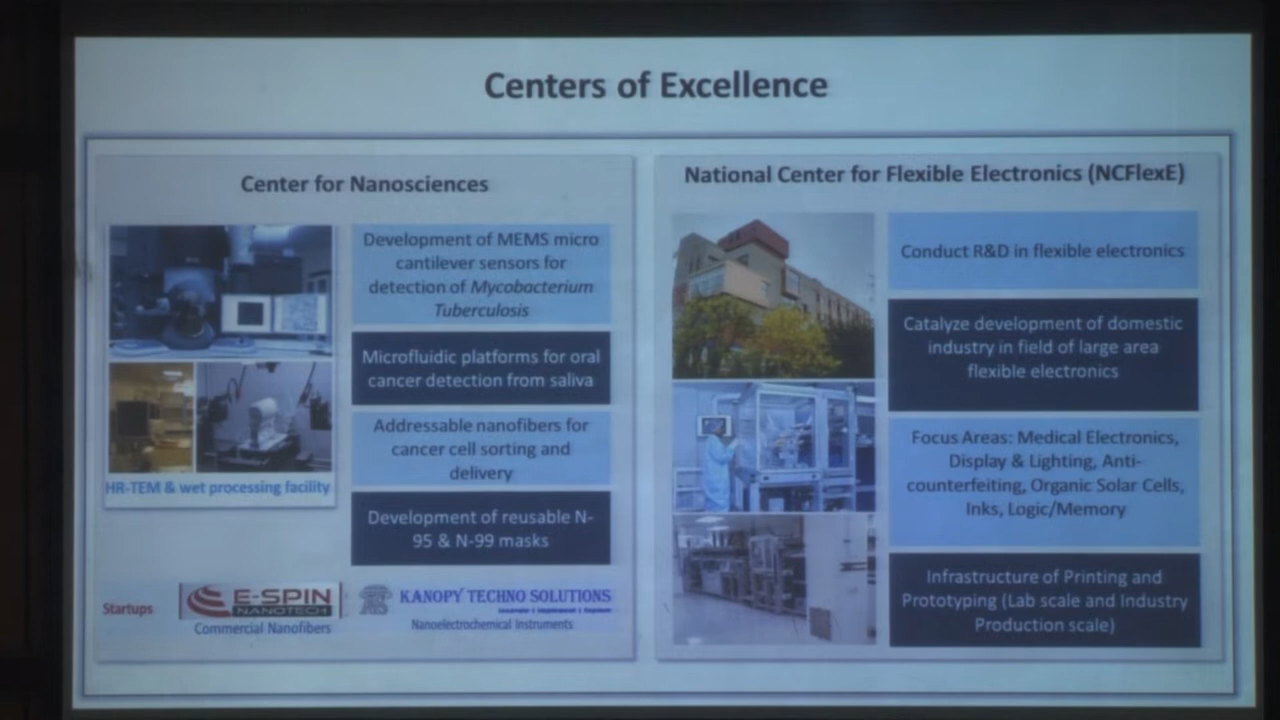 Centers of Excellence
Center for Nanosciences
Development of MEMS micro
cantilever sensors for
detection of Mycobacterium
Tuberculosis
Microfluidic platforms for oral
cancer detection from saliva
Addressable nanofibers for
cancer cell sorting and
delivery
Development of reusable N-
95 & N-99 masks
HR-TEM & wet processing facility
Startups
E-SPIN
NANOTECH
Commercial Nanofibers
KANOPY TECHNO SOLUTIONS
Nanoelectrochemical Instruments
National Center for Flexible Electronics (NCFlexE)
Conduct R&D in flexible electronics
Catalyze development of domestic
industry in field of large area
flexible electronics
Focus Areas: Medical Electronics,
Display & Lighting, Anti-
counterfeiting, Organic Solar Cells,
Inks, Logic/Memory
Infrastructure of Printing and
Prototyping (Lab scale and Industry
Production scale)